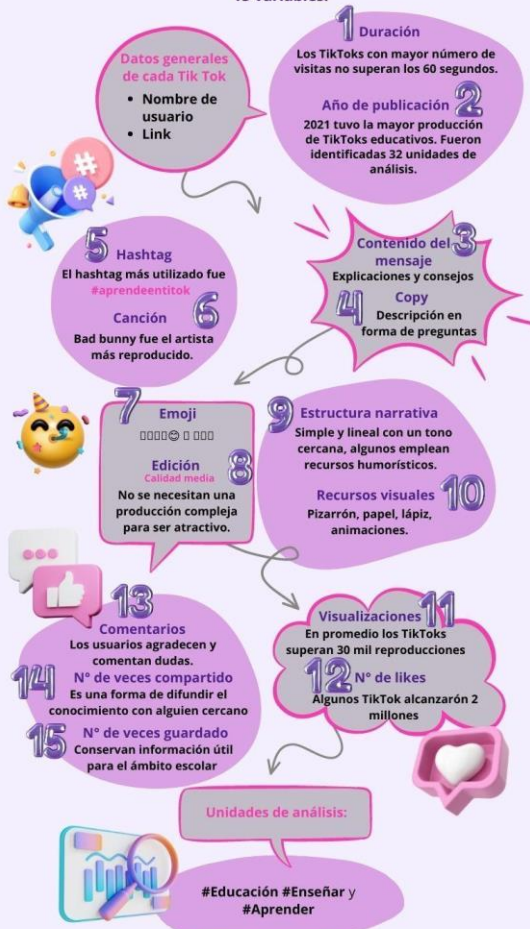 Datos generales
de cada Tik Tok
• Nombre de
usuario
• Link
1 Duración
Los TikToks con mayor número de
visitas no superan los 60 segundos.
Año de publicación 2
2021 tuvo la mayor producción
de TikToks educativos. Fueron
identificadas 32 unidades de
análisis.
Contenido del 3
mensaje
Explicaciones y consejos
4 Copy
Descripción en
forma de preguntas
5 Hashtag
El hashtag más utilizado fue
#aprendeentitok
Canción 6
Bad bunny fue el artista
más reproducido.
7 Emoji
😊
Edición 8
Calidad media
No se necesitan una
producción compleja
para ser atractivo.
9 Estructura narrativa
Simple y lineal con un tono
cercana, algunos emplean
recursos humorísticos.
Recursos visuales 10
Pizarrón, papel, lápiz,
animaciones.
Visualizaciones 11
En promedio los TikToks
superan 30 mil reproducciones
12 N° de likes
Algunos TikTok alcanzarón 2
millones
13
Comentarios
Los usuarios agradecen y
comentan dudas.
14 N° de veces compartido
Es una forma de difundir el
conocimiento con alguien cercano
15 N° de veces guardado
Conservan información útil
para el ámbito escolar
Unidades de análisis:
#Educación #Enseñar y
#Aprender